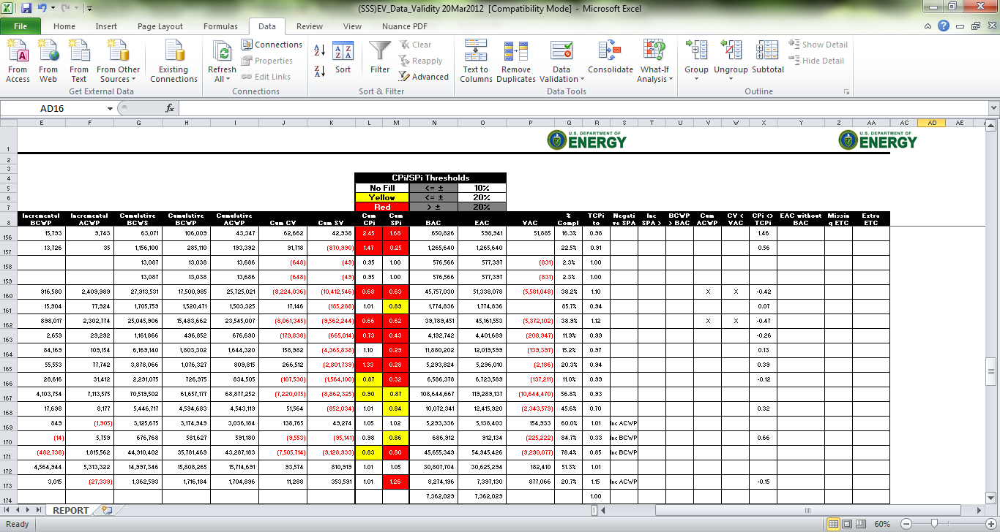 (SSS)EV_Data_Validity 20Mar2012 [Compatibility Mode] - Microsoft Excel
File Home Insert Page Layout Formulas Data Review View Nuance PDF
From Access From Web From Text From Other Sources Existing Connections Refresh All Connections Properties Edit Links Sort Filter Clear Reapply Advanced Text to Columns Remove Duplicates Data Validation Consolidate What-If Analysis Group Ungroup Subtotal Show Detail Hide Detail
Get External Data Connections Sort & Filter Data Tools Outline
AD16 fx
E F G H I J K L M N O P Q R S T U V W X Y Z AA AC AD AE
1 U.S. DEPARTMENT OF ENERGY U.S. DEPARTMENT OF ENERGY
2
3
4 CPi/SPi Thresholds
5 No Fill <= ± 10%
6 Yellow <= ± 20%
7 Red > ± 20%
Incremental Incremental Cumulative Cumulative Cumulative Cum Cum % TCPi Negati Inc BCWP Cum CV < CPi <> EAC without Missin Extra
8 BCWP ACWP BCWS BCWP ACWP Cum CV Cum SV CPi SPi BAC EAC VAC Compl to ve SPA SPA > > BAC ACWP VAC TCPi BAC g ETC ETC
156 15,793 9,743 63,071 106,009 43,347 62,662 42,938 2.45 1.68 650,826 598,941 51,885 16.3% 0.98 1.46
157 13,726 35 1,156,100 285,110 193,392 91,718 (870,990) 1.47 0.25 1,265,640 1,265,640 22.5% 0.91 0.56
158 13,087 13,038 13,686 (648) (49) 0.95 1.00 576,566 577,397 (831) 2.3% 1.00
159 13,087 13,038 13,686 (648) (49) 0.95 1.00 576,566 577,397 (831) 2.3% 1.00
160 916,580 2,409,989 27,913,531 17,500,985 25,725,021 (8,224,036) (10,412,546) 0.68 0.63 45,757,030 51,338,078 (5,581,048) 38.2% 1.10 X X -0.42
161 15,904 77,924 1,705,759 1,520,471 1,503,325 17,146 (185,288) 1.01 0.89 1,774,836 1,774,836 85.7% 0.94 0.07
162 898,017 2,302,774 25,045,906 15,483,662 23,545,007 (8,061,345) (9,562,244) 0.66 0.62 39,789,451 45,161,553 (5,372,102) 38.9% 1.12 X X -0.47
163 2,659 29,292 1,161,866 496,852 676,690 (179,838) (665,014) 0.73 0.43 4,192,742 4,401,689 (208,947) 11.9% 0.99 -0.26
164 84,169 109,154 6,169,140 1,803,302 1,644,320 158,982 (4,365,838) 1.10 0.29 11,880,202 12,019,599 (139,397) 15.2% 0.97 0.13
165 55,553 77,742 3,878,066 1,076,327 809,815 266,512 (2,801,739) 1.33 0.28 5,293,824 5,296,010 (2,186) 20.3% 0.94 0.39
166 28,616 31,412 2,291,075 726,975 834,505 (107,530) (1,564,100) 0.87 0.32 6,586,378 6,723,589 (137,211) 11.0% 0.99 -0.12
167 4,103,754 7,113,575 70,519,502 61,657,177 68,877,252 (7,220,075) (8,862,325) 0.90 0.87 108,644,667 119,289,137 (10,644,470) 56.8% 0.93
168 17,698 8,177 5,446,717 4,594,683 4,543,119 51,564 (852,034) 1.01 0.84 10,072,341 12,415,920 (2,343,579) 45.6% 0.70 0.32
169 849 (1,905) 3,125,675 3,174,949 3,036,184 138,765 49,274 1.05 1.02 5,293,336 5,138,403 154,933 60.0% 1.01 Inc ACWP
170 (14) 5,759 676,768 581,627 591,180 (9,553) (95,141) 0.98 0.86 686,912 912,134 (225,222) 84.7% 0.33 Inc BCWP 0.66
171 (482,738) 1,815,562 44,910,402 35,781,469 43,287,183 (7,505,714) (9,128,933) 0.83 0.80 45,655,349 54,945,426 (9,290,077) 78.4% 0.85 Inc BCWP
172 4,564,944 5,313,322 14,997,346 15,808,265 15,714,691 93,574 810,919 1.01 1.05 30,807,704 30,625,294 182,410 51.3% 1.01
173 3,015 (27,339) 1,362,593 1,716,184 1,704,896 11,288 353,591 1.01 1.26 8,274,196 7,397,130 877,066 20.7% 1.15 Inc ACWP -0.15
174 7,362,029 7,362,029 1.00
REPORT
Ready 60%